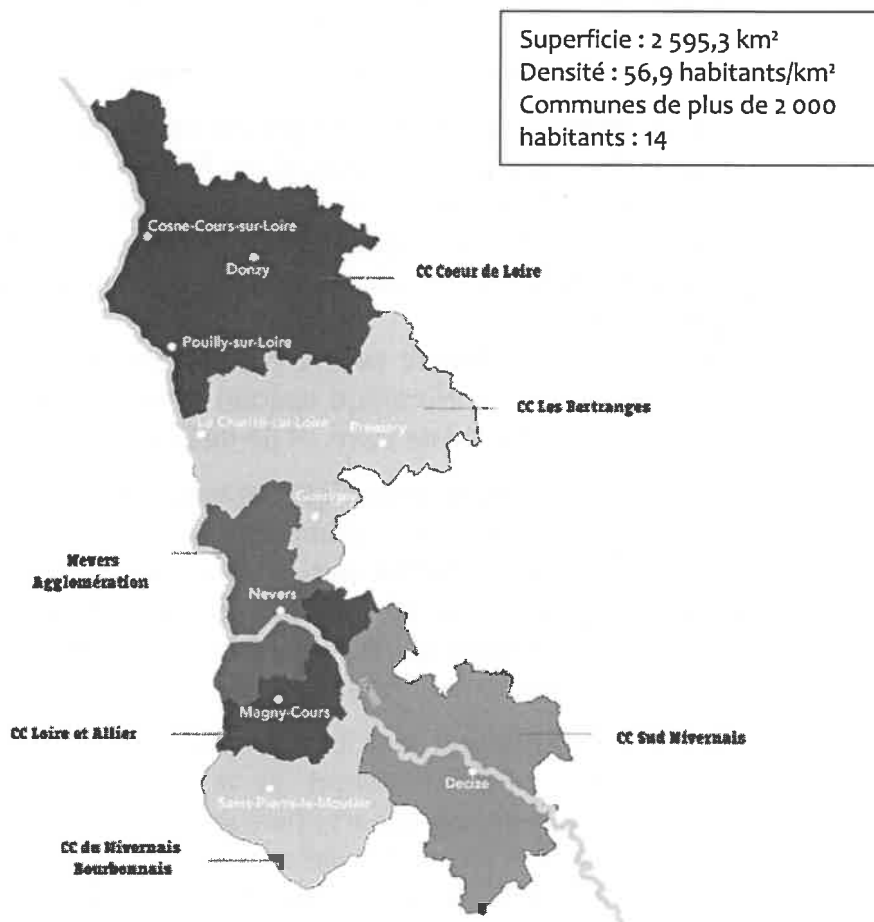 Superficie : 2 595,3 km²
Densité : 56,9 habitants/km²
Communes de plus de 2 000
habitants : 14
Cosne-Cours-sur-Loire
Donzy
CC Coeur de Loire
Pouilly-sur-Loire
CC Les Bertranges
La Charité-sur-Loire
Prémery
Guérigny
Nevers
Agglomération
Nevers
Magny-Cours
CC Loire et Allier
CC Sud Nivernais
Decize
Saint-Pierre-le-Moûtier
CC du Nivernais
Bourbonnais